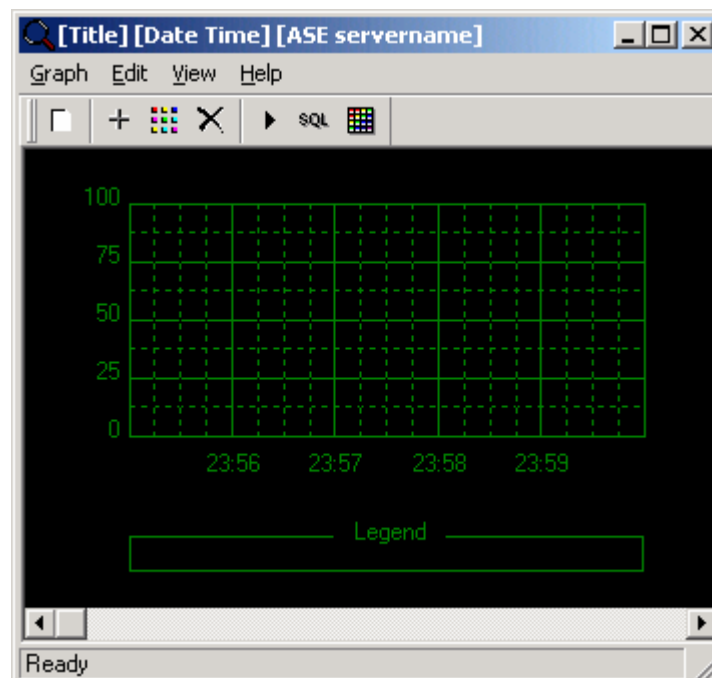 [Title] [Date Time] [ASE servername]
Graph Edit View Help
SQL
100
75
50
25
0
23:56 23:57 23:58 23:59
Legend
Ready